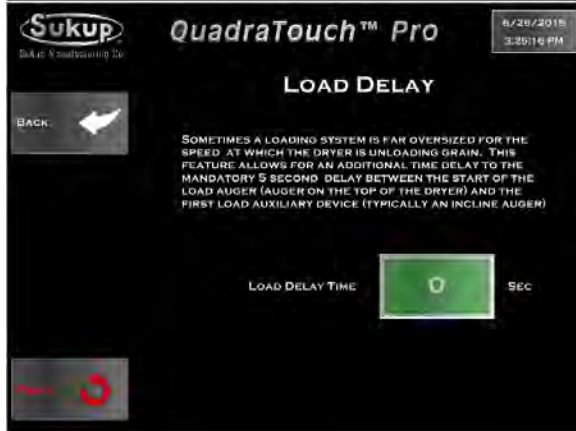 Sukup
QuadraTouch™ Pro
6/26/2015
3:25:16 PM
LOAD DELAY
BACK
SOMETIMES A LOADING SYSTEM IS FAR OVERSIZED FOR THE
SPEED AT WHICH THE DRYER IS UNLOADING GRAIN. THIS
FEATURE ALLOWS FOR AN ADDITIONAL TIME DELAY TO THE
MANDATORY 5 SECOND DELAY BETWEEN THE START OF THE
LOAD AUGER (AUGER ON THE TOP OF THE DRYER) AND THE
FIRST LOAD AUXILIARY DEVICE (TYPICALLY AN INCLINE AUGER)
LOAD DELAY TIME 0 SEC